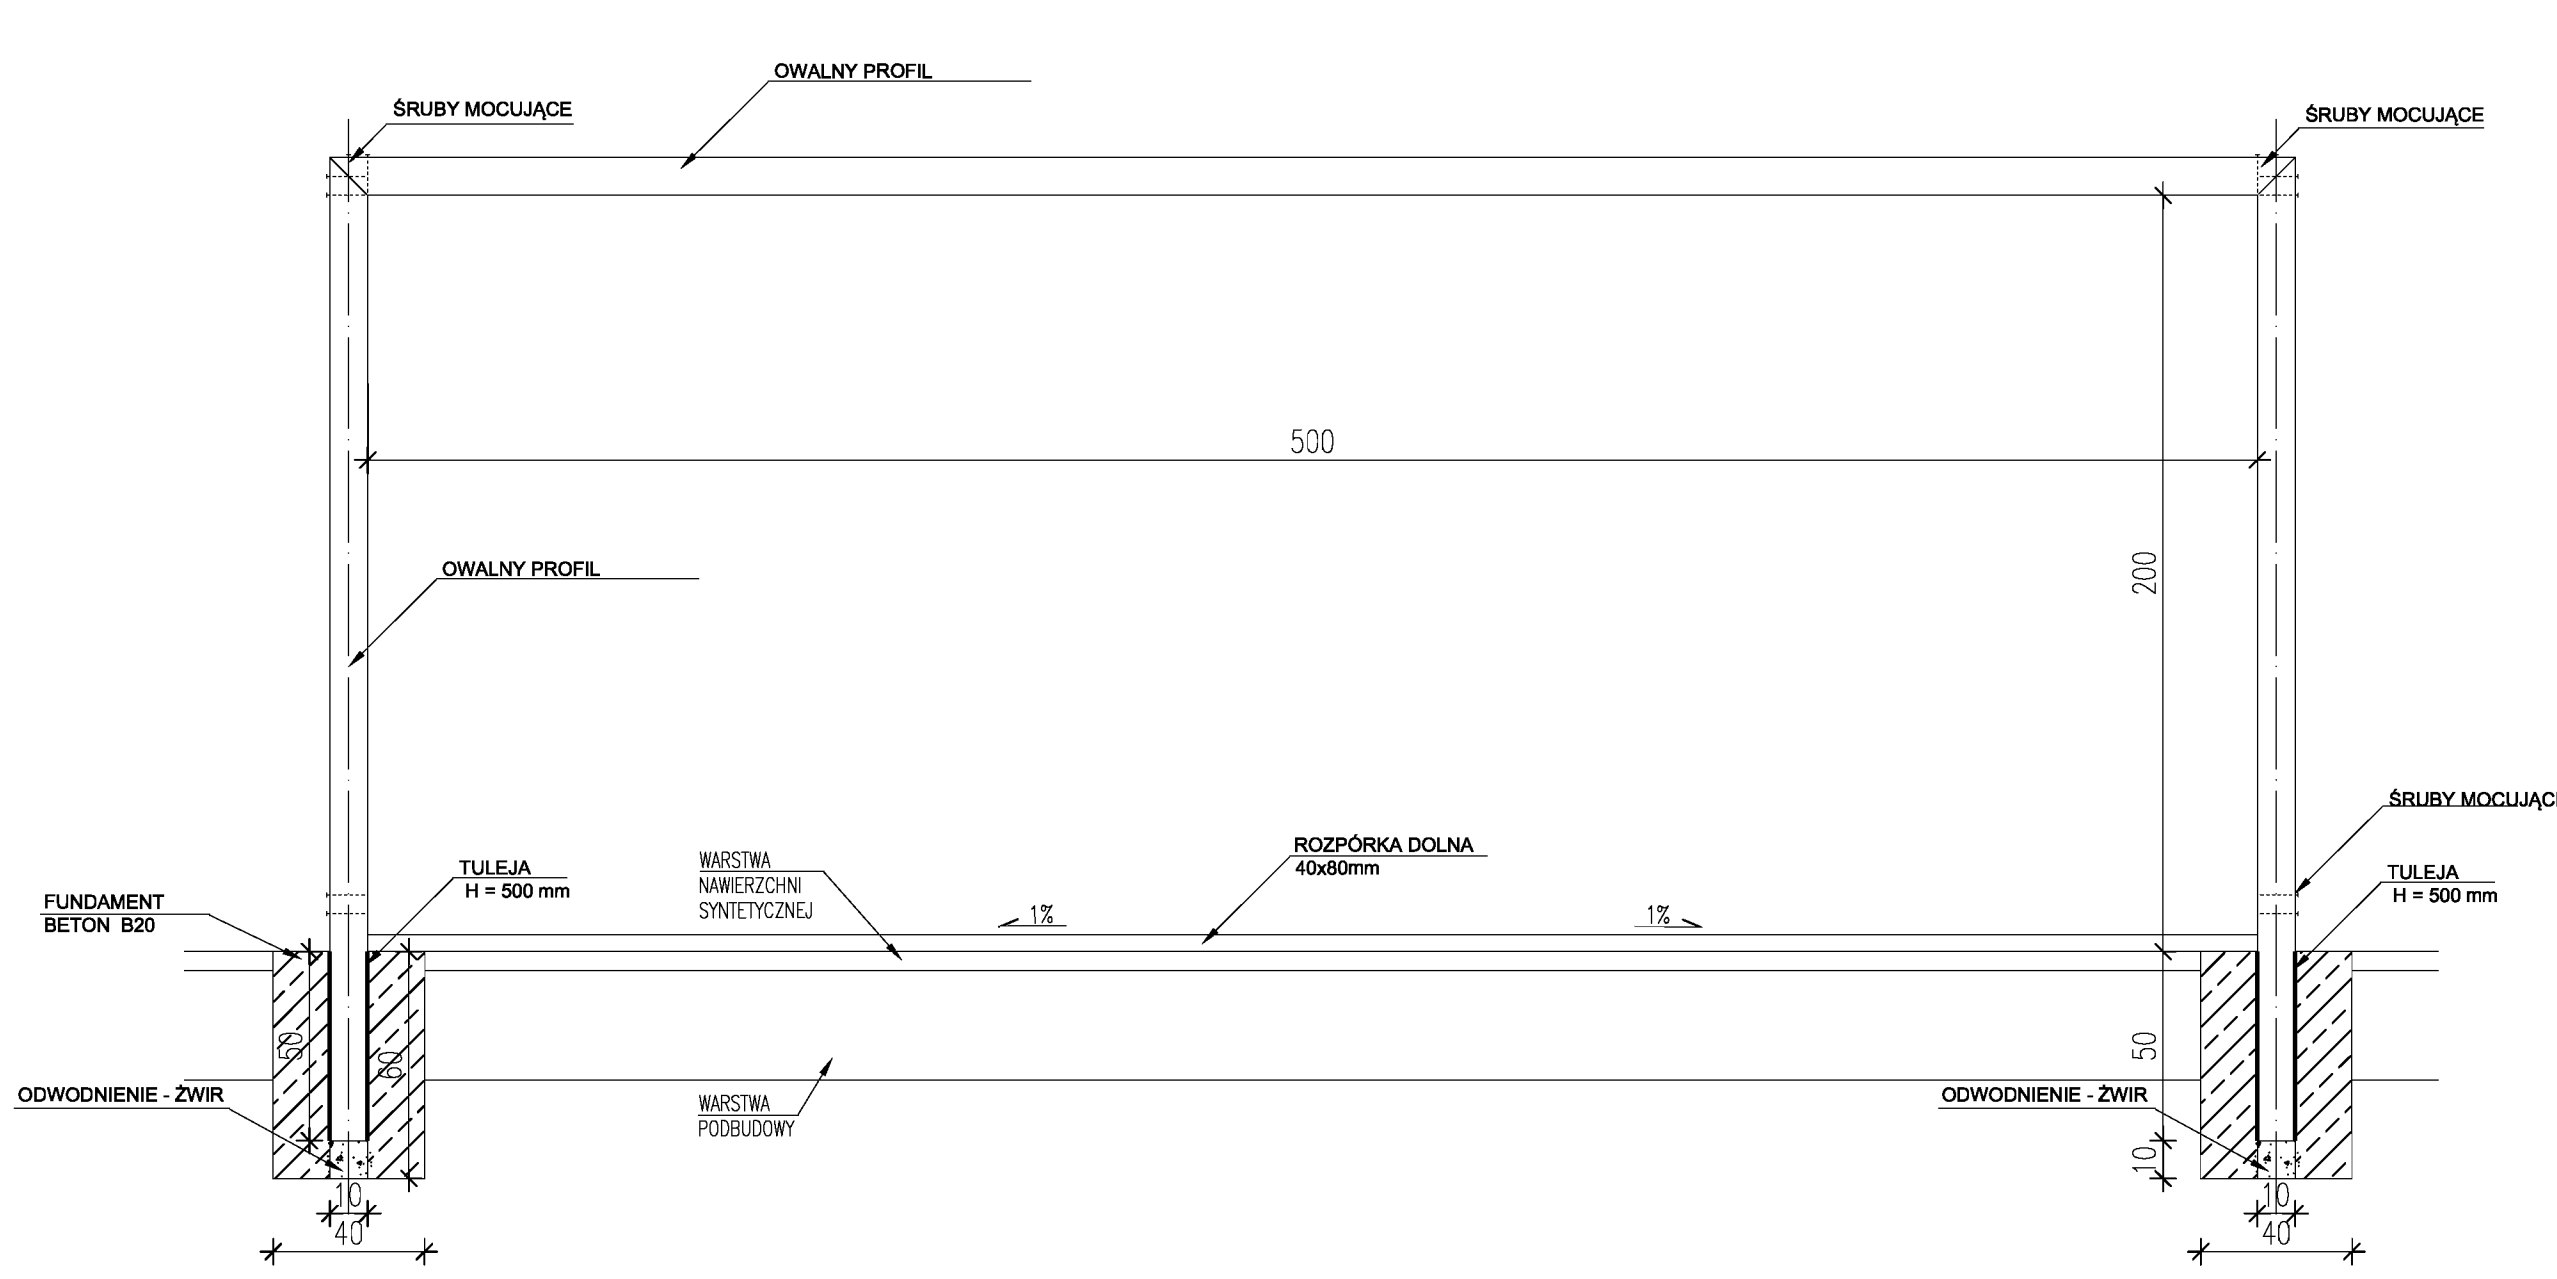 OWALNY PROFIL
ŚRUBY MOCUJĄCE
ŚRUBY MOCUJĄCE
500
200
OWALNY PROFIL
ŚRUBY MOCUJĄC
ROZPÓRKA DOLNA
40x80mm
WARSTWA
NAWIERZCHNI
SYNTETYCZNEJ
TULEJA
H = 500 mm
TULEJA
H = 500 mm
FUNDAMENT
BETON B20
1%
1%
50
60
50
ODWODNIENIE - ŻWIR
ODWODNIENIE - ŻWIR
WARSTWA
PODBUDOWY
10
10
40
10
40